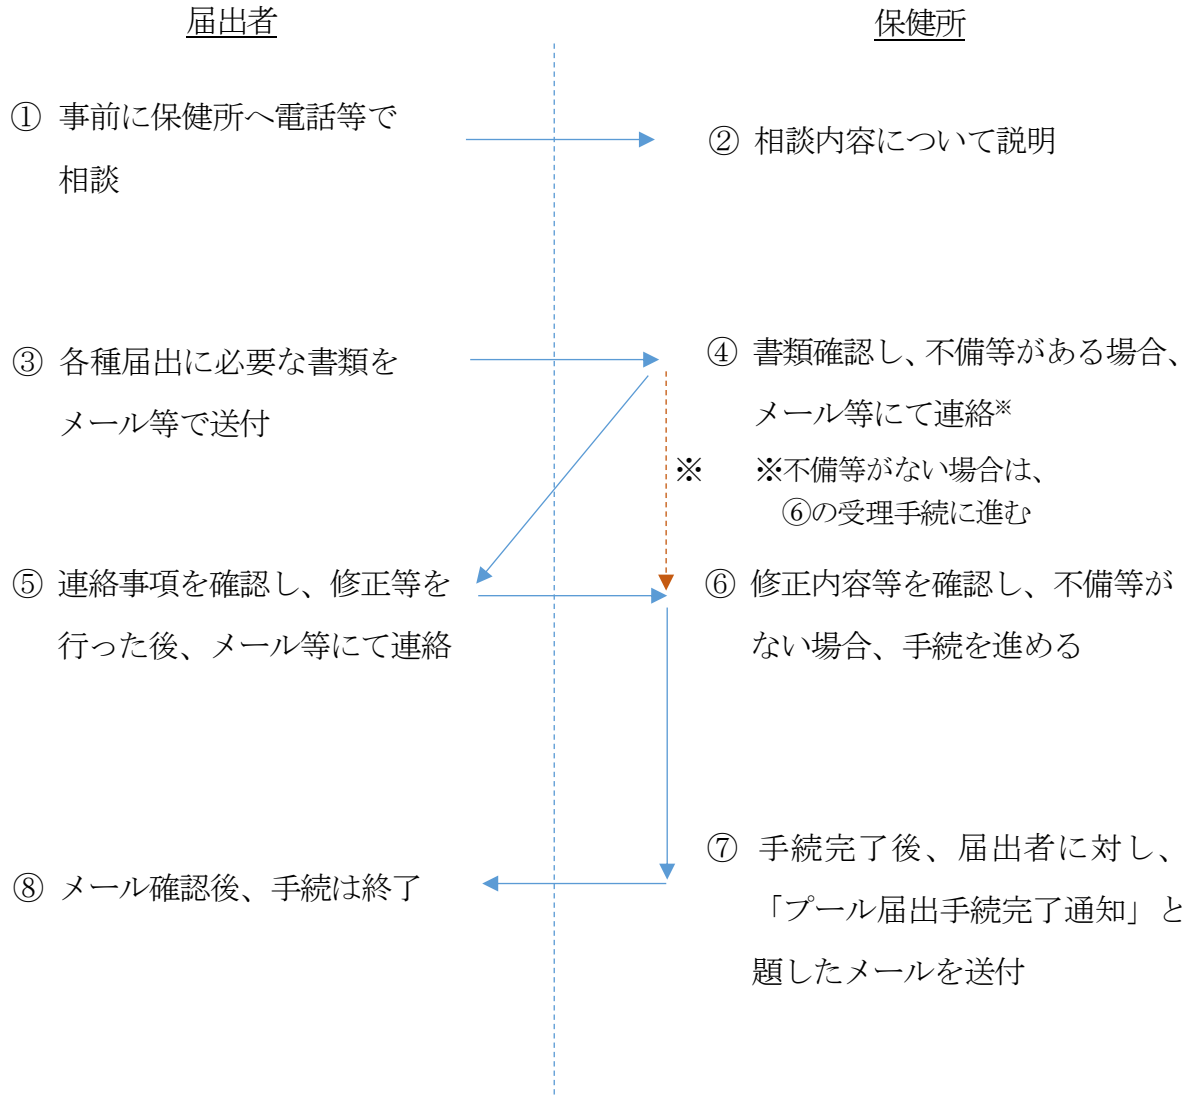 届出者
保健所
① 事前に保健所へ電話等で
相談
② 相談内容について説明
③ 各種届出に必要な書類を
メール等で送付
④ 書類確認し、不備等がある場合、
メール等にて連絡※
※
※不備等がない場合は、
⑥の受理手続に進む
⑤ 連絡事項を確認し、修正等を
行った後、メール等にて連絡
⑥ 修正内容等を確認し、不備等が
ない場合、手続を進める
⑦ 手続完了後、届出者に対し、
「プール届出手続完了通知」と
題したメールを送付
⑧ メール確認後、手続は終了